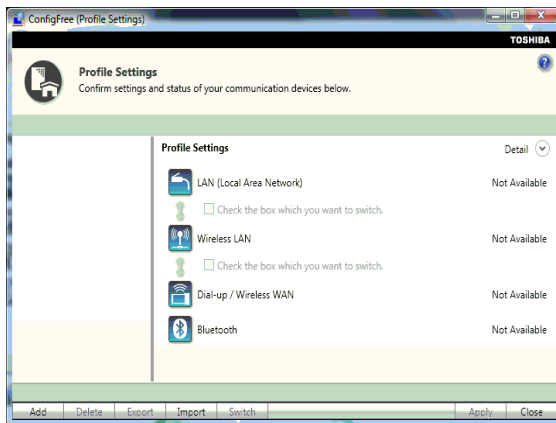 ConfigFree (Profile Settings)
TOSHIBA
Profile Settings
Confirm settings and status of your communication devices below.
Profile Settings
Detail
LAN (Local Area Network) Not Available
Check the box which you want to switch.
Wireless LAN Not Available
Check the box which you want to switch.
Dial-up / Wireless WAN Not Available
Bluetooth Not Available
Add Delete Export Import Switch Apply Close